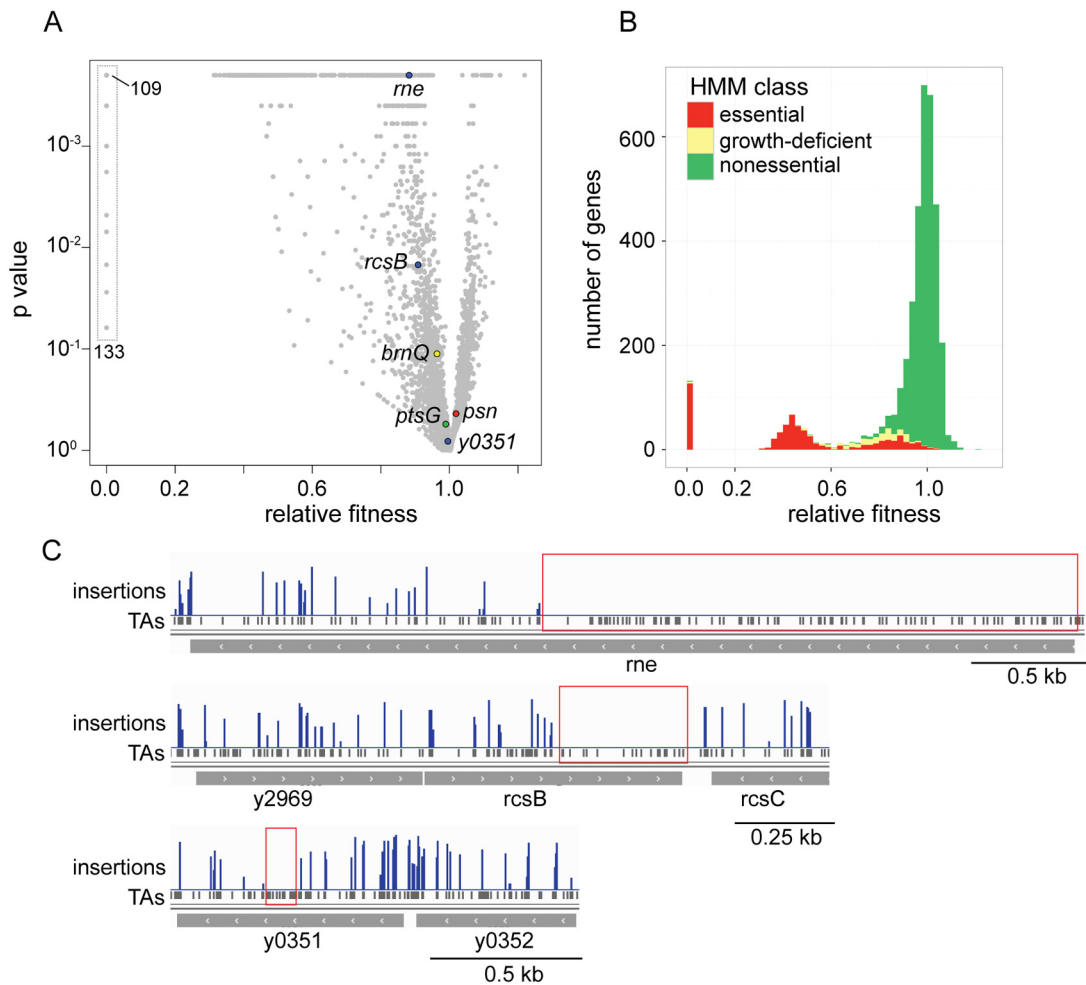 A
109
rne
10-3
10-2
rcsB
10-1
brnQ
133
ptsG
psn
y0351
100
p value
0.0 0.2 0.6 1.0
relative fitness
B
HMM class
essential
growth-deficient
nonessential
600
400
200
0
number of genes
0.0 0.2 0.6 1.0
relative fitness
C
insertions
TAs
rne
0.5 kb
insertions
TAs
y2969 rcsB rcsC
0.25 kb
insertions
TAs
y0351 y0352
0.5 kb